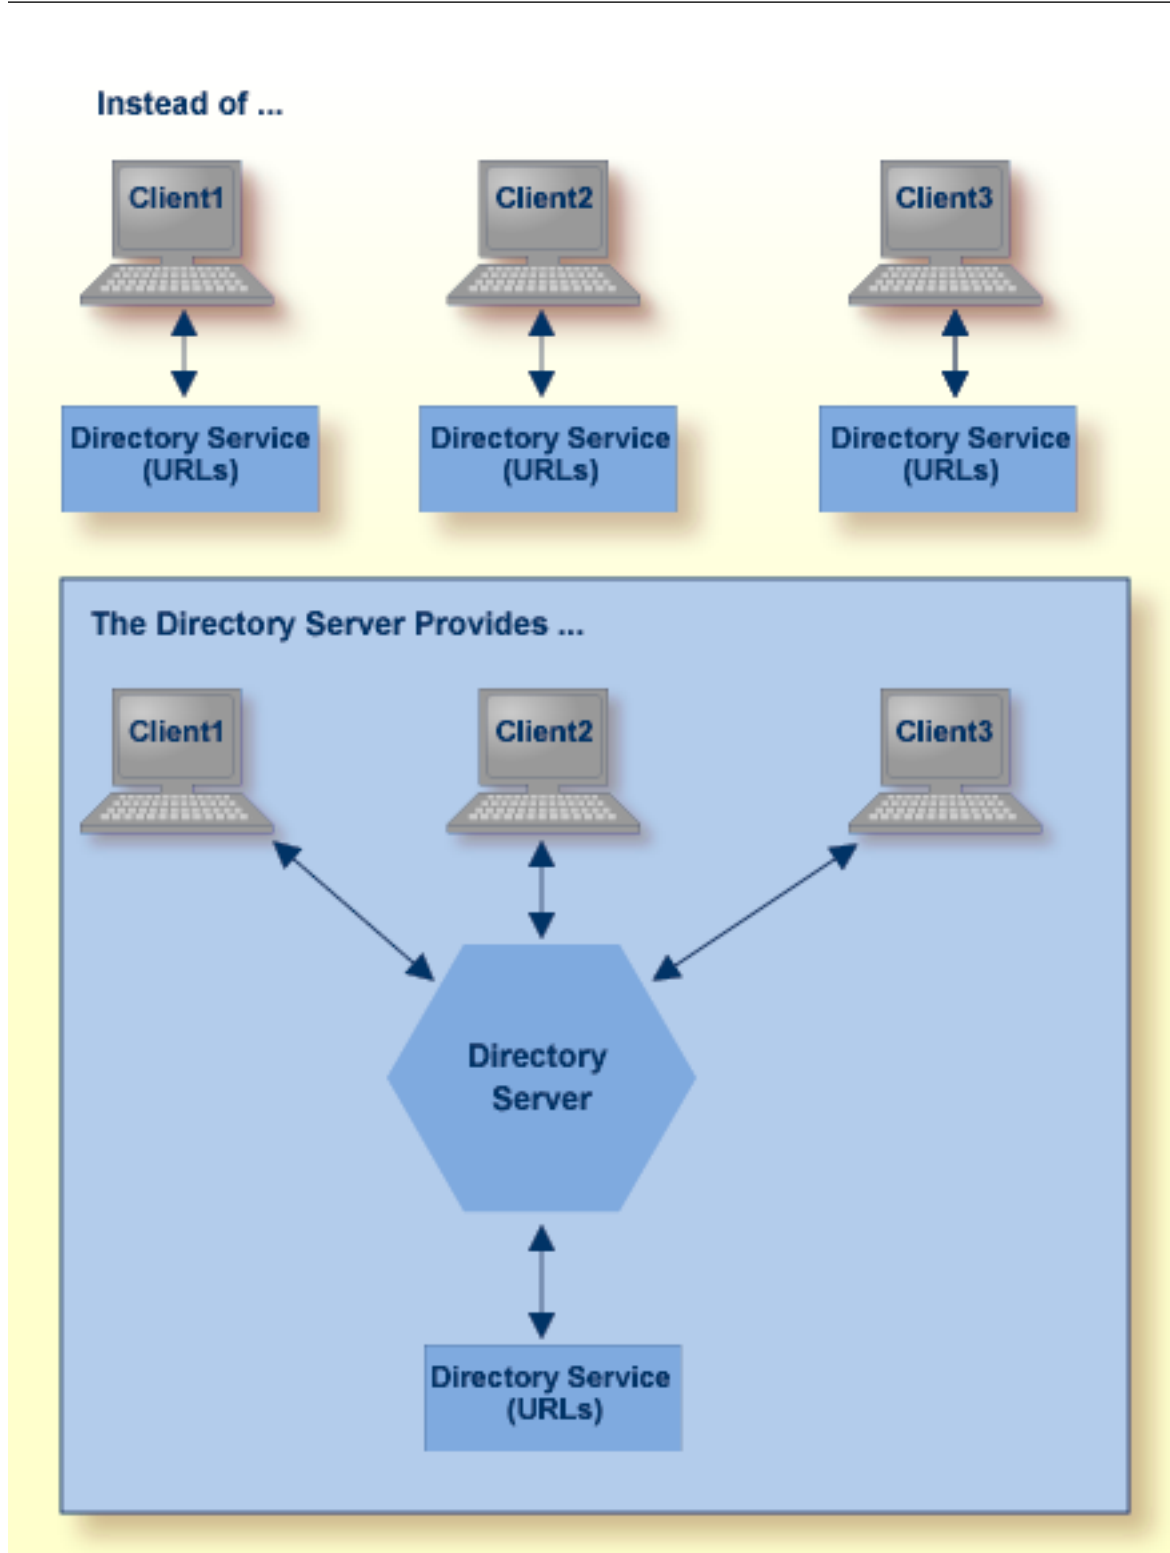 Instead of ...
Client1
Client2
Client3
Directory Service
(URLs)
Directory Service
(URLs)
Directory Service
(URLs)
The Directory Server Provides ...
Client1
Client2
Client3
Directory
Server
Directory Service
(URLs)